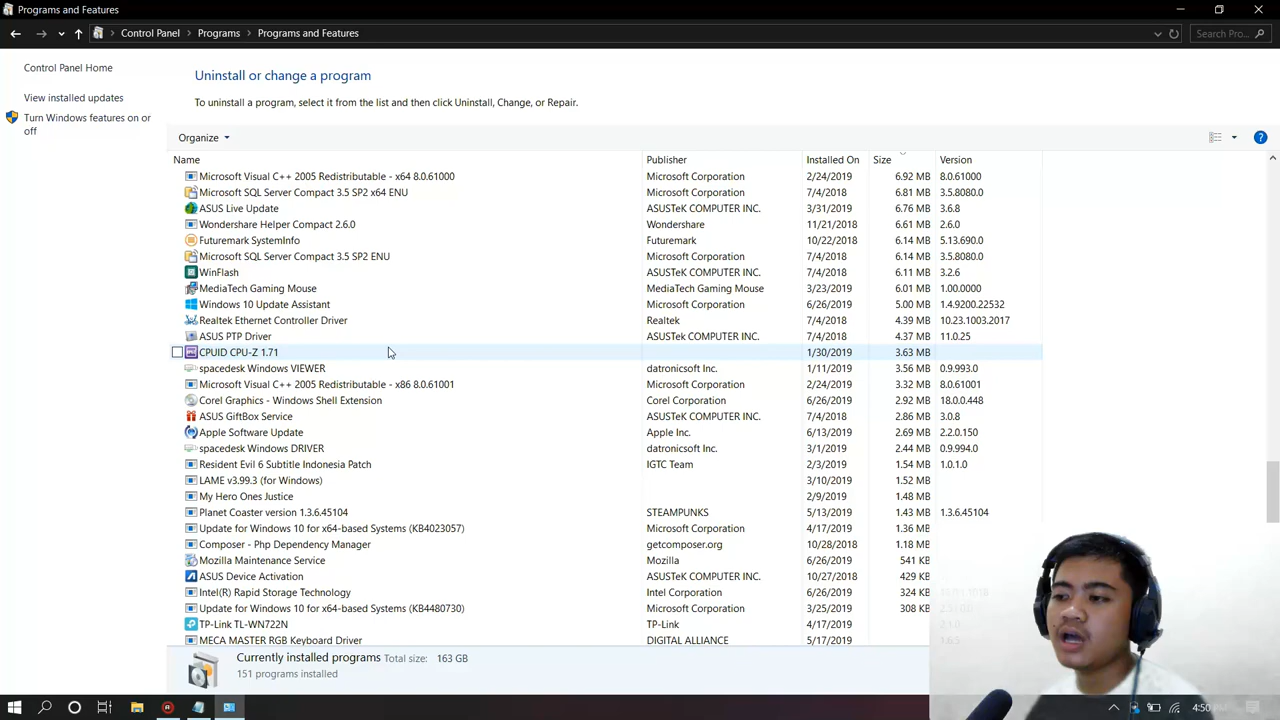 Programs and Features
Control Panel > Programs > Programs and Features
Search Pro...
Control Panel Home
View installed updates
Turn Windows features on or
off
Uninstall or change a program
To uninstall a program, select it from the list and then click Uninstall, Change, or Repair.
Organize
Name Publisher Installed On Size Version
Microsoft Visual C++ 2005 Redistributable - x64 8.0.61000 Microsoft Corporation 2/24/2019 6.92 MB 8.0.61000
Microsoft SQL Server Compact 3.5 SP2 x64 ENU Microsoft Corporation 7/4/2018 6.81 MB 3.5.8080.0
ASUS Live Update ASUSTeK COMPUTER INC. 3/31/2019 6.76 MB 3.6.8
Wondershare Helper Compact 2.6.0 Wondershare 11/21/2018 6.61 MB 2.6.0
Futuremark SystemInfo Futuremark 10/22/2018 6.14 MB 5.13.690.0
Microsoft SQL Server Compact 3.5 SP2 ENU Microsoft Corporation 7/4/2018 6.14 MB 3.5.8080.0
WinFlash ASUSTeK COMPUTER INC. 7/4/2018 6.11 MB 3.2.6
MediaTech Gaming Mouse MediaTech Gaming Mouse 3/23/2019 6.01 MB 1.00.0000
Windows 10 Update Assistant Microsoft Corporation 6/26/2019 5.00 MB 1.4.9200.22532
Realtek Ethernet Controller Driver Realtek 7/4/2018 4.39 MB 10.23.1003.2017
ASUS PTP Driver ASUSTek COMPUTER INC. 7/4/2018 4.37 MB 11.0.25
CPUID CPU-Z 1.71 1/30/2019 3.63 MB
spacedesk Windows VIEWER datronicsoft Inc. 1/11/2019 3.56 MB 0.9.993.0
Microsoft Visual C++ 2005 Redistributable - x86 8.0.61001 Microsoft Corporation 2/24/2019 3.32 MB 8.0.61001
Corel Graphics - Windows Shell Extension Corel Corporation 6/26/2019 2.92 MB 18.0.0.448
ASUS GiftBox Service ASUSTeK COMPUTER INC. 7/4/2018 2.86 MB 3.0.8
Apple Software Update Apple Inc. 6/13/2019 2.69 MB 2.2.0.150
spacedesk Windows DRIVER datronicsoft Inc. 3/1/2019 2.44 MB 0.9.994.0
Resident Evil 6 Subtitle Indonesia Patch IGTC Team 2/3/2019 1.54 MB 1.0.1.0
LAME v3.99.3 (for Windows) 3/10/2019 1.52 MB
My Hero Ones Justice 2/9/2019 1.48 MB
Planet Coaster version 1.3.6.45104 STEAMPUNKS 5/13/2019 1.43 MB 1.3.6.45104
Update for Windows 10 for x64-based Systems (KB4023057) Microsoft Corporation 4/17/2019 1.36 MB
Composer - Php Dependency Manager getcomposer.org 10/28/2018 1.18 MB
Mozilla Maintenance Service Mozilla 6/26/2019 541 KB
ASUS Device Activation ASUSTeK COMPUTER INC. 10/27/2018 429 KB
Intel(R) Rapid Storage Technology Intel Corporation 6/26/2019 324 KB
Update for Windows 10 for x64-based Systems (KB4480730) Microsoft Corporation 3/25/2019 308 KB
TP-Link TL-WN722N TP-Link 4/17/2019
MECA MASTER RGB Keyboard Driver DIGITAL ALLIANCE 5/17/2019
Currently installed programs Total size: 163 GB
151 programs installed
4:50